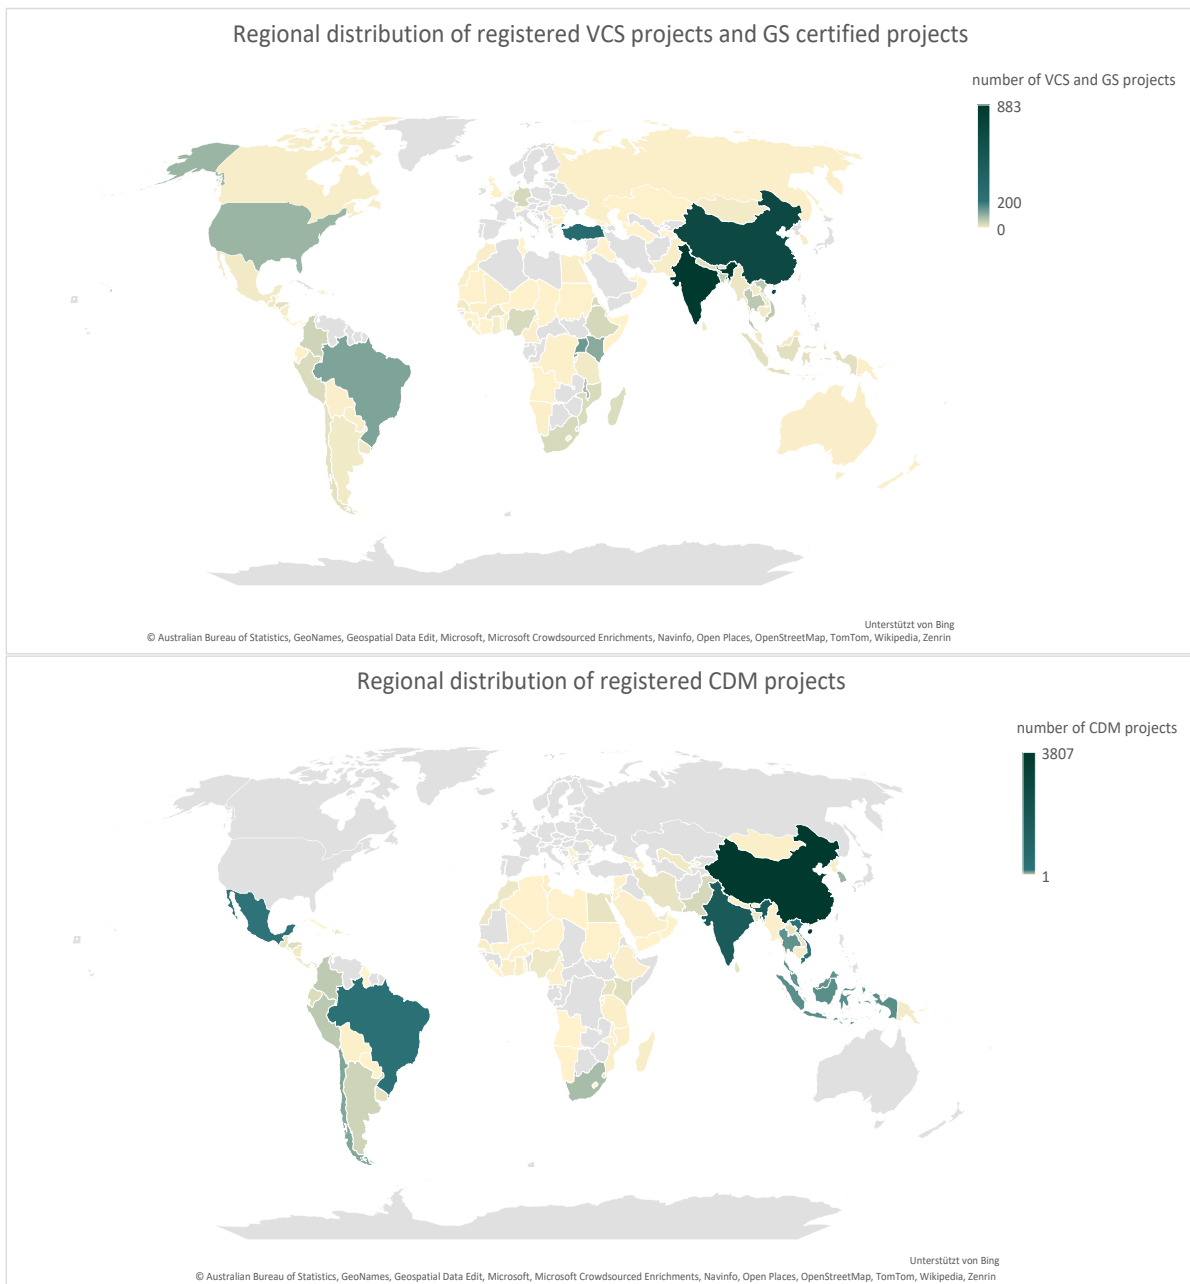 Regional distribution of registered VCS projects and GS certified projects
number of VCS and GS projects
883
200
0
Unterstützt von Bing
© Australian Bureau of Statistics, GeoNames, Geospatial Data Edit, Microsoft, Microsoft Crowdsourced Enrichments, Navinfo, Open Places, OpenStreetMap, TomTom, Wikipedia, Zenrin
Regional distribution of registered CDM projects
number of CDM projects
3807
1
Unterstützt von Bing
© Australian Bureau of Statistics, GeoNames, Geospatial Data Edit, Microsoft, Microsoft Crowdsourced Enrichments, Navinfo, Open Places, OpenStreetMap, TomTom, Wikipedia, Zenrin